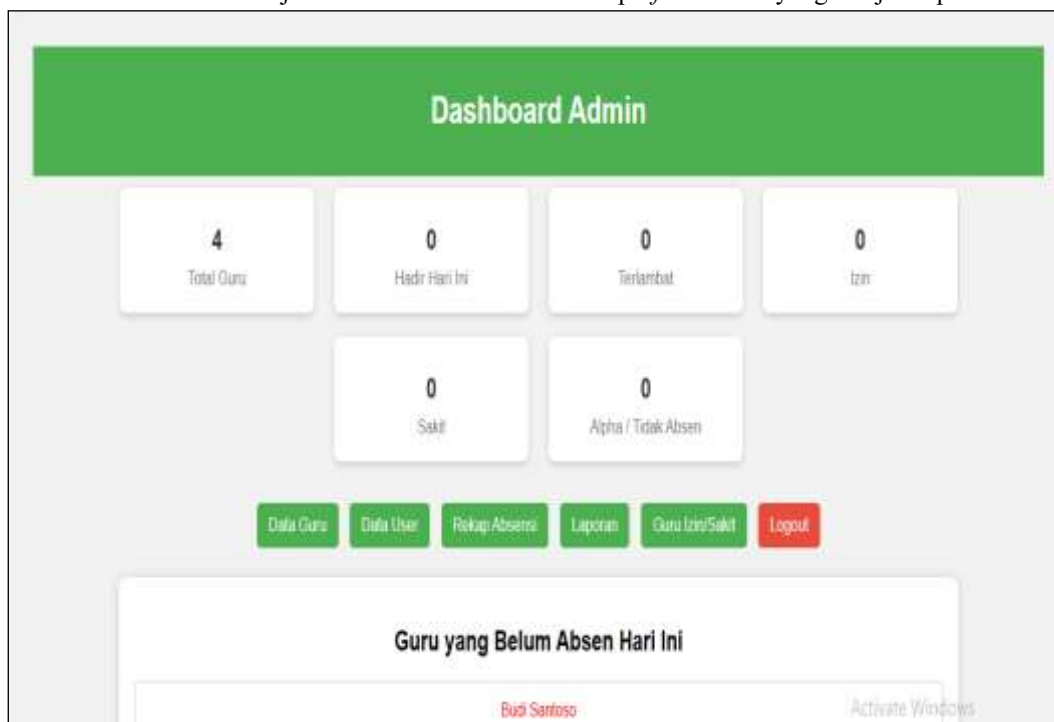 Dashboard Admin
4
Total Guru
0
Hadir Hari Ini
0
Terlambat
0
Izin
0
Sakit
0
Alpha / Tidak Absen
Data Guru
Data User
Rekap Absensi
Laporan
Guru Izin/Sakit
Logout
Guru yang Belum Absen Hari Ini
Budi Santoso
Activate Windows